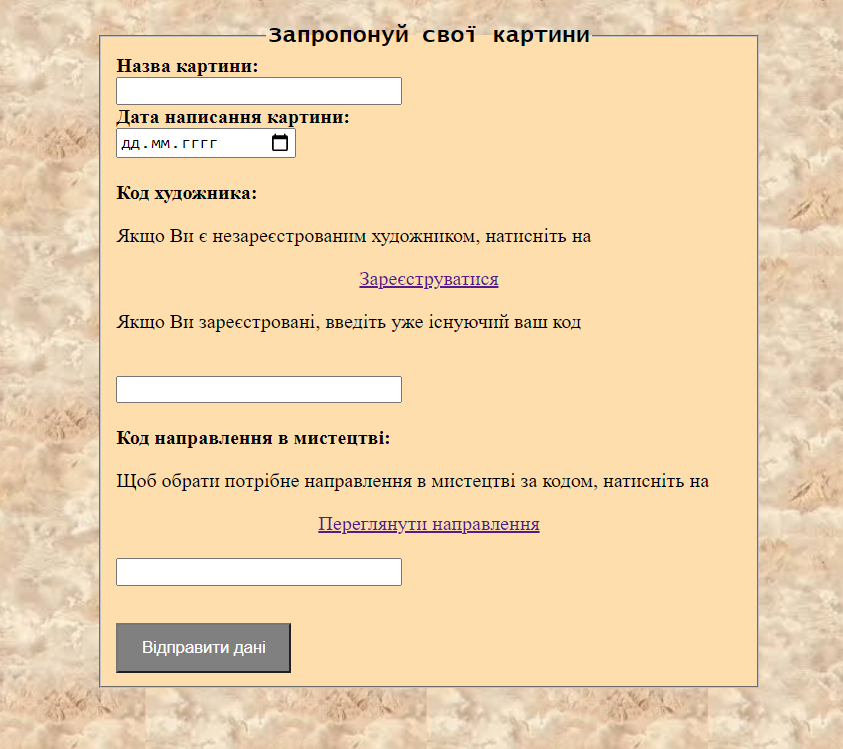 Запропонуй свої картини
Назва картини:
Дата написання картини:
дд.мм.гггг
Код художника:
Якщо Ви є незареєстрованим художником, натисніть на
Зареєструватися
Якщо Ви зареєстровані, введіть уже існуючий ваш код
Код направлення в мистецтві:
Щоб обрати потрібне направлення в мистецтві за кодом, натисніть на
Переглянути направлення
Відправити дані